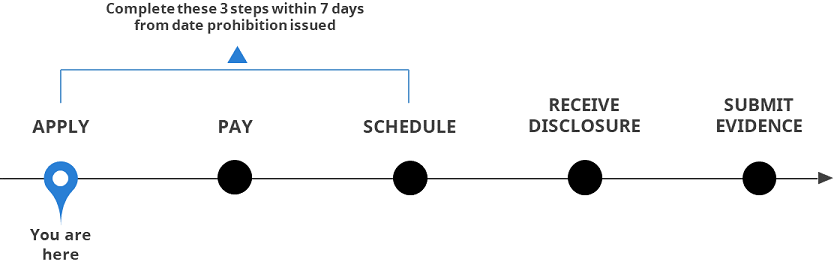 Complete these 3 steps within 7 days
from date prohibition issued
APPLY
PAY
SCHEDULE
RECEIVE
DISCLOSURE
SUBMIT
EVIDENCE
You are
here